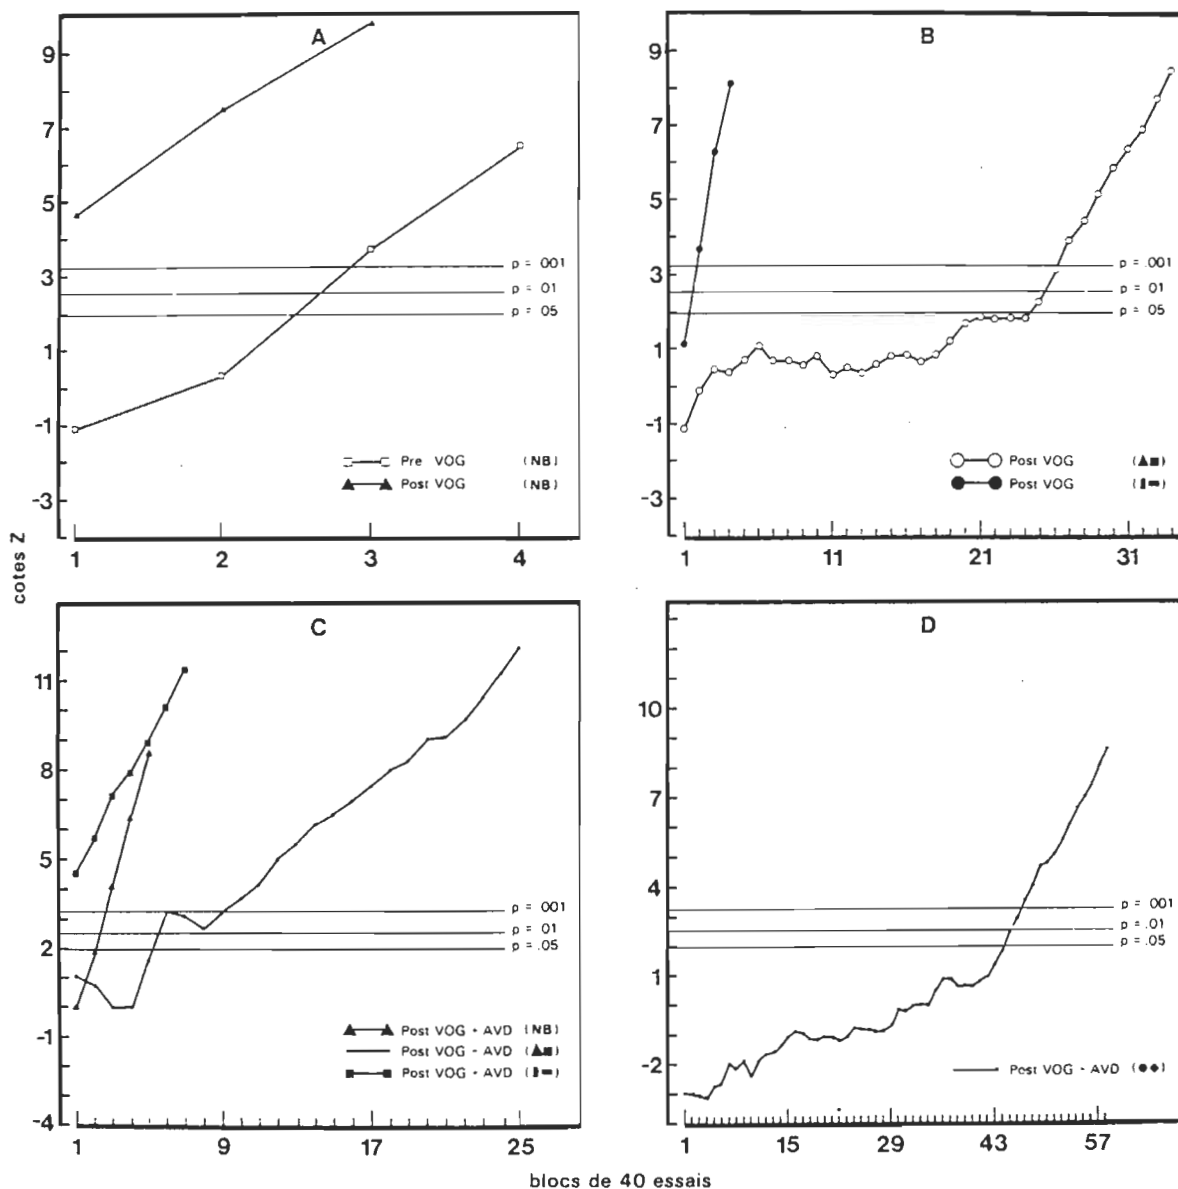 A
9
7
5
3
1
-1
-3
p = .001
p = .01
p = .05
Pre VOG (NB)
Post VOG (NB)
1 2 3 4
B
9
7
5
3
1
-1
-3
p = .001
p = .01
p = .05
Post VOG (▲■)
Post VOG (▮▬)
1 11 21 31
cotes Z
C
11
8
5
2
-1
-4
p = .001
p = .01
p = .05
Post VOG - AVD (NB)
Post VOG - AVD (▲■)
Post VOG - AVD (▮▬)
1 9 17 25
D
10
7
4
1
-2
p = .001
p = .01
p = .05
Post VOG - AVD (●◆)
1 15 29 43 57
blocs de 40 essais